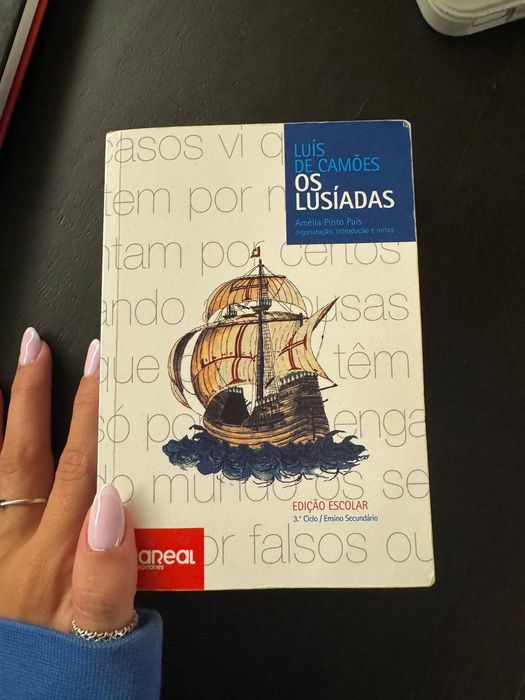 LUÍS
DE CAMÕES
OS
LUSÍADAS
Amélia Pinto Pais
organização, introdução e notas
casos vi q
tem por
ntam por certos
ando ousas
que têm
só po enga
do mundo os se
or falsos ou
EDIÇÃO ESCOLAR
3.º Ciclo / Ensino Secundário
aReaL
editores